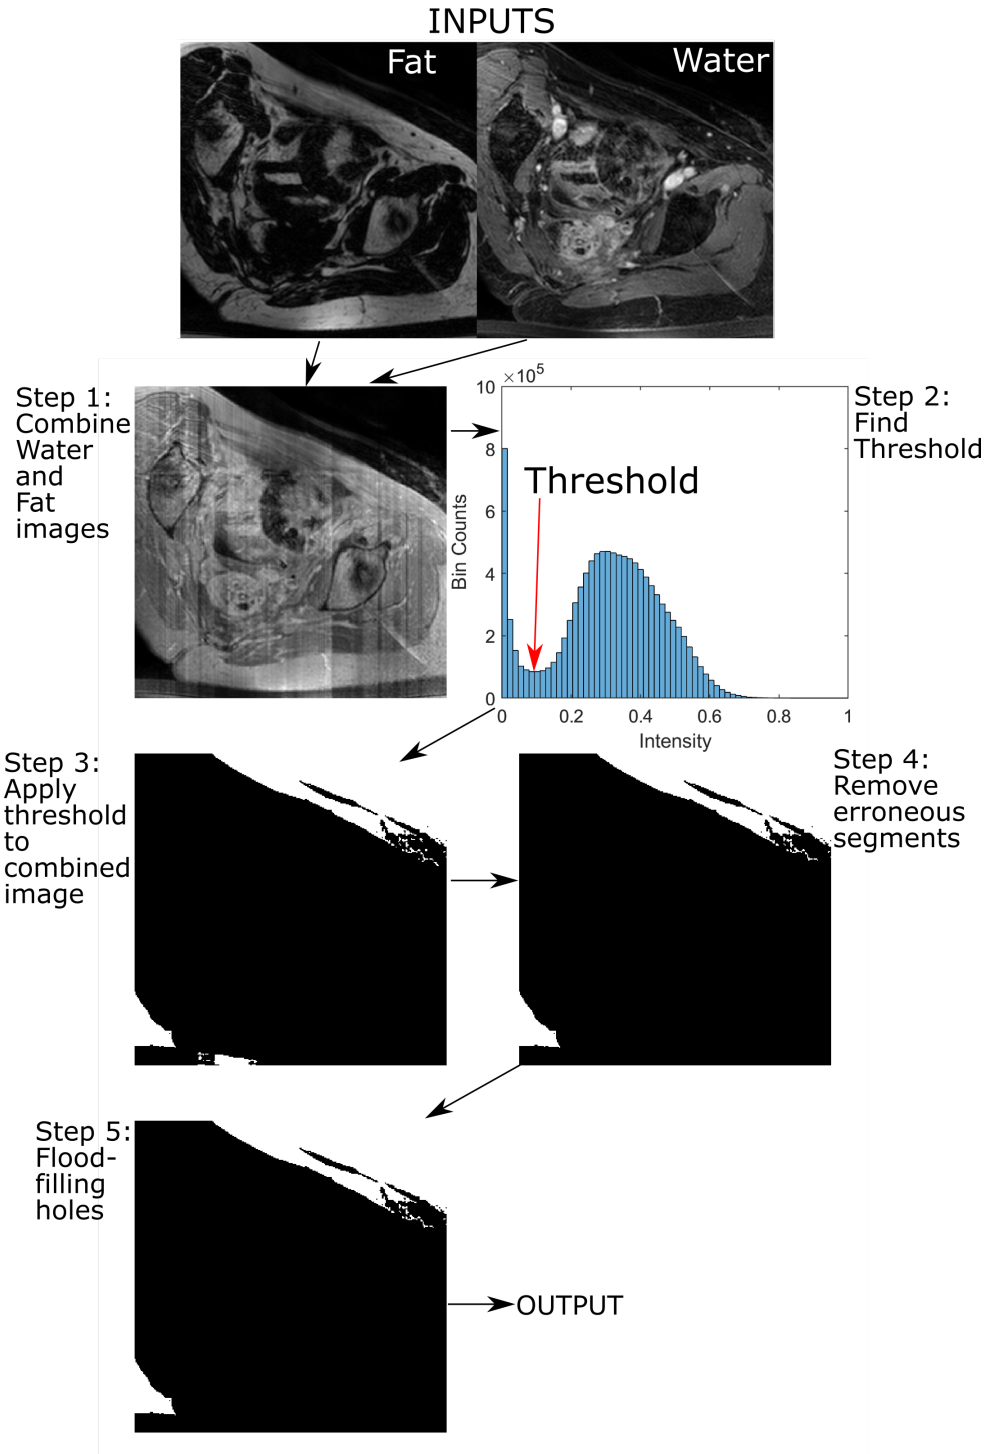 INPUTS
Fat
Water
Step 1:
Combine
Water
and
Fat
images
×10⁵
10
8
6
4
2
0
Bin Counts
Threshold
0 0.2 0.4 0.6 0.8 1
Intensity
Step 2:
Find
Threshold
Step 3:
Apply
threshold
to
combined
image
Step 4:
Remove
erroneous
segments
Step 5:
Flood-
filling
holes
OUTPUT